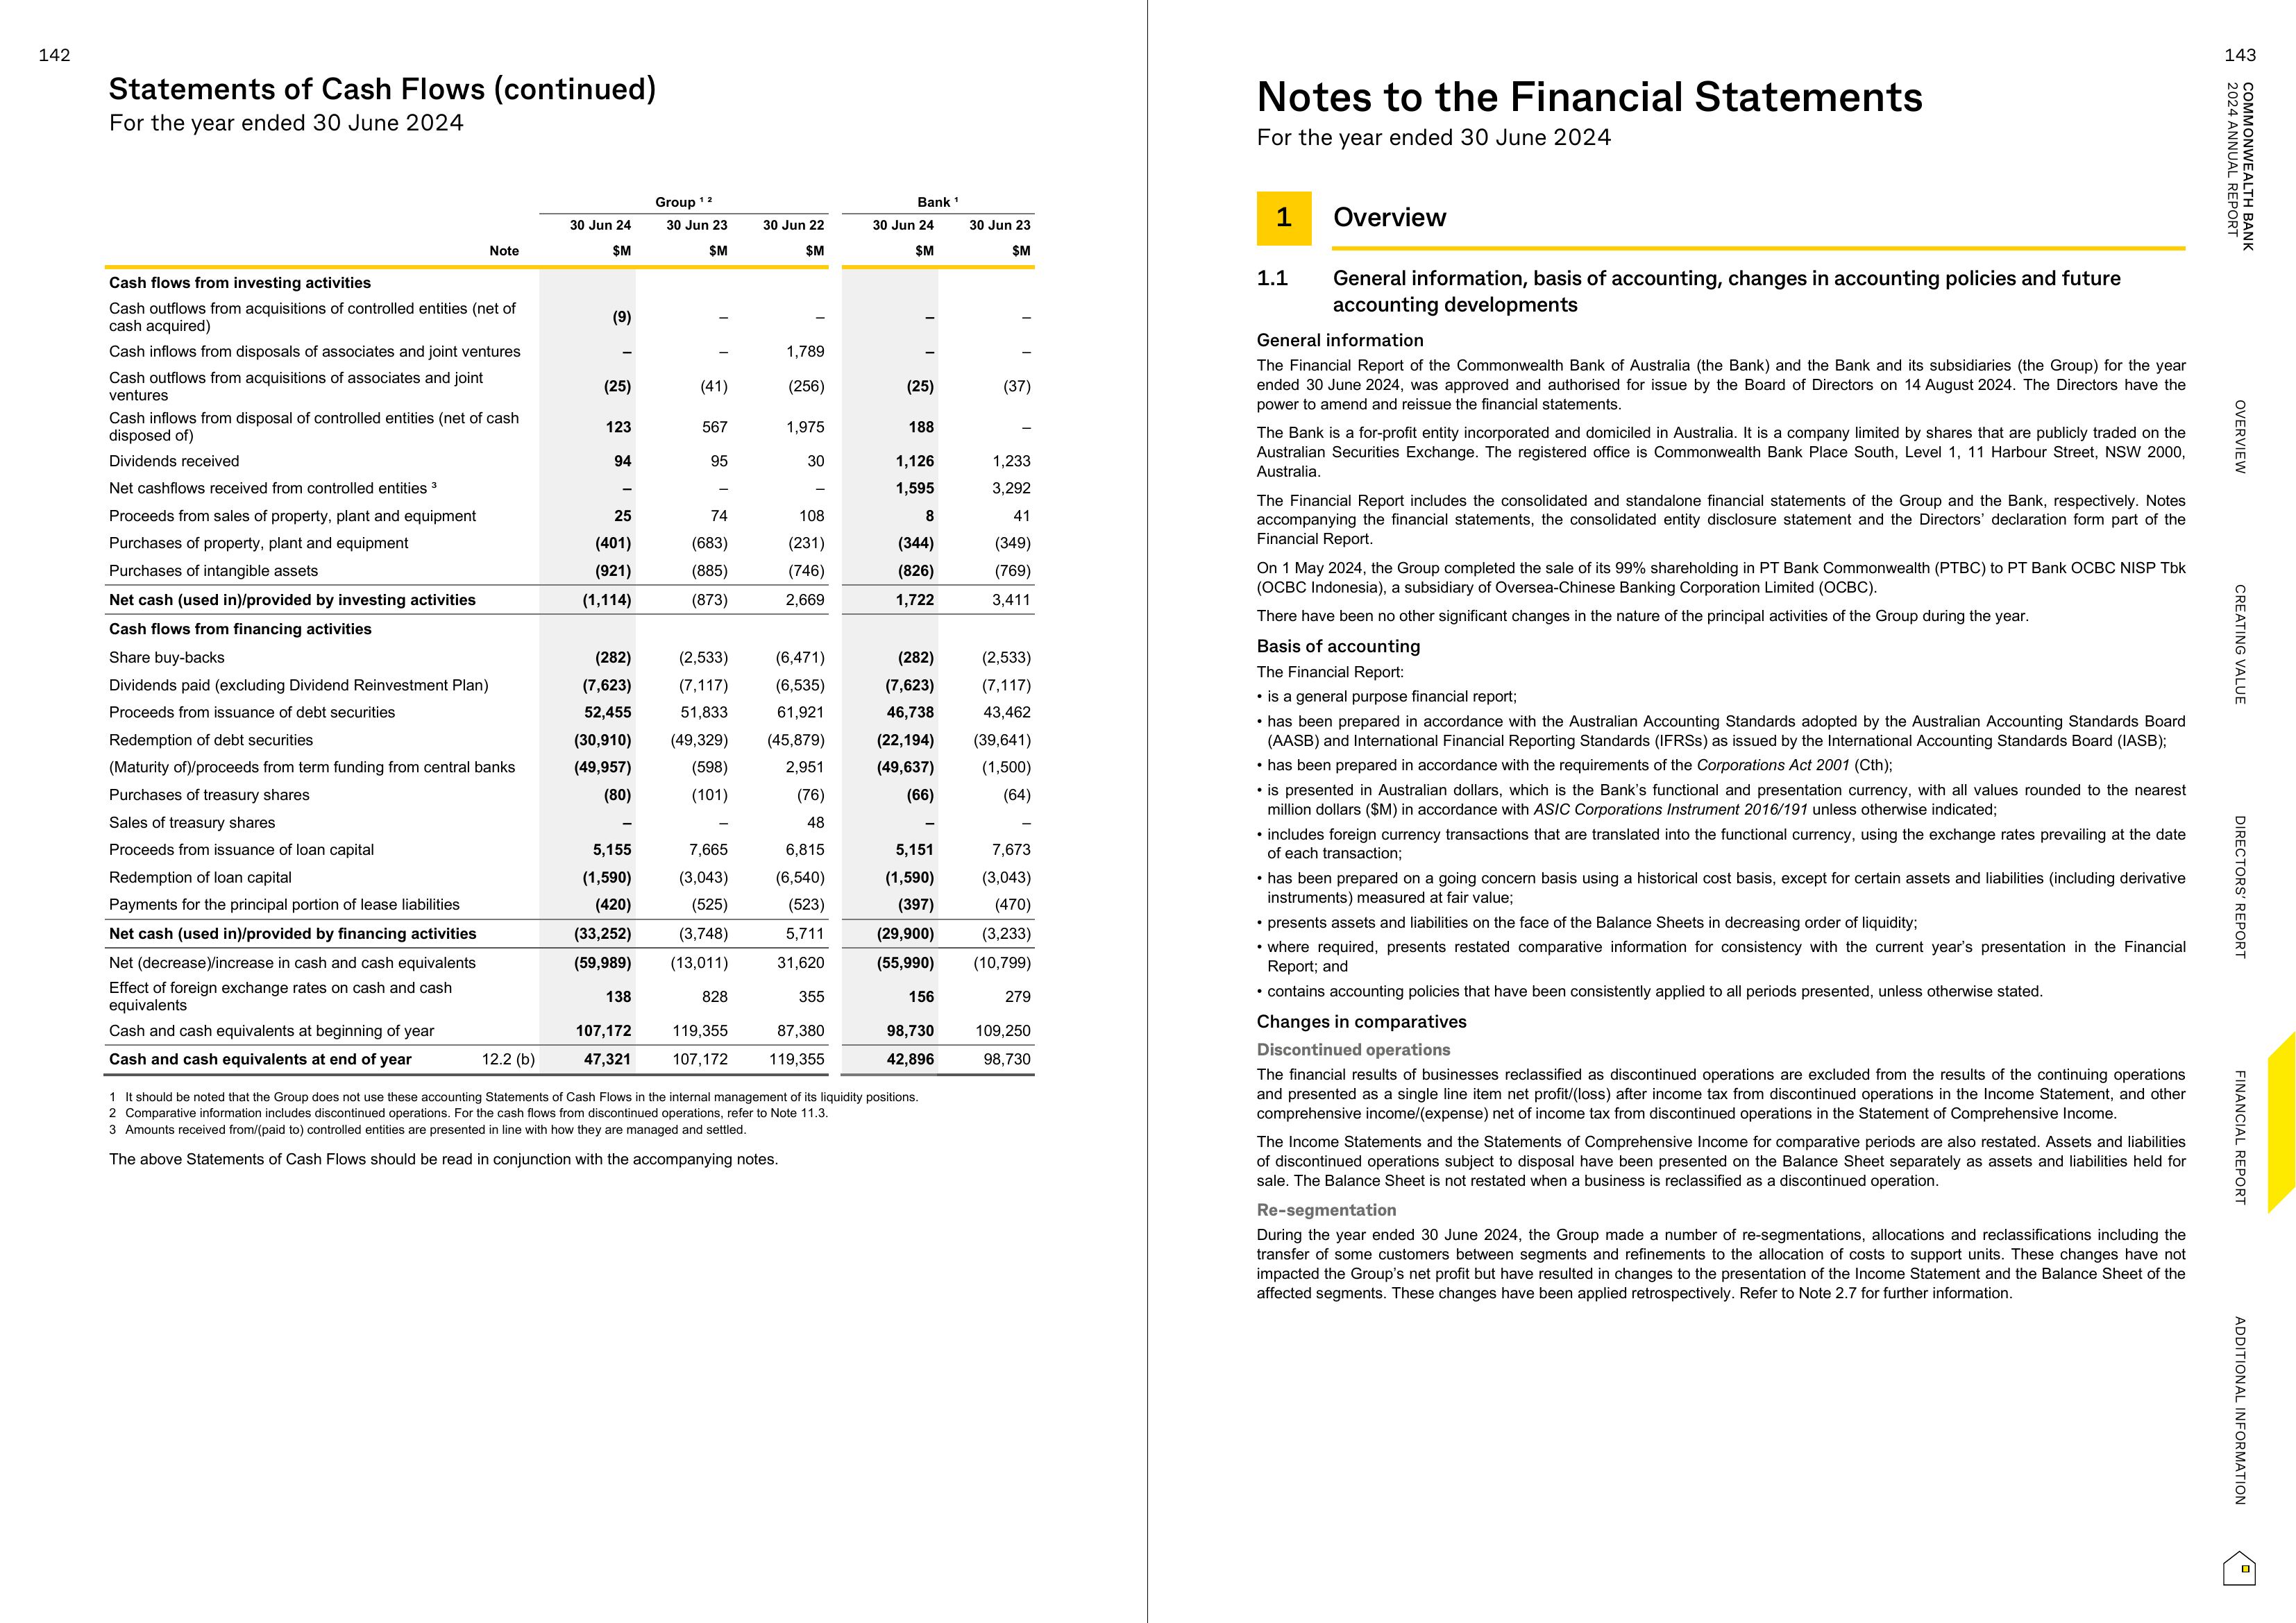 142
Statements of Cash Flows (continued)
For the year ended 30 June 2024
Group ¹ ² Bank ¹
30 Jun 24 30 Jun 23 30 Jun 22 30 Jun 24 30 Jun 23
Note $M $M $M $M $M
Cash flows from investing activities
Cash outflows from acquisitions of controlled entities (net of
cash acquired) (9) – – – –
Cash inflows from disposals of associates and joint ventures – – 1,789 – –
Cash outflows from acquisitions of associates and joint
ventures (25) (41) (256) (25) (37)
Cash inflows from disposal of controlled entities (net of cash
disposed of) 123 567 1,975 188 –
Dividends received 94 95 30 1,126 1,233
Net cashflows received from controlled entities ³ – – – 1,595 3,292
Proceeds from sales of property, plant and equipment 25 74 108 8 41
Purchases of property, plant and equipment (401) (683) (231) (344) (349)
Purchases of intangible assets (921) (885) (746) (826) (769)
Net cash (used in)/provided by investing activities (1,114) (873) 2,669 1,722 3,411
Cash flows from financing activities
Share buy-backs (282) (2,533) (6,471) (282) (2,533)
Dividends paid (excluding Dividend Reinvestment Plan) (7,623) (7,117) (6,535) (7,623) (7,117)
Proceeds from issuance of debt securities 52,455 51,833 61,921 46,738 43,462
Redemption of debt securities (30,910) (49,329) (45,879) (22,194) (39,641)
(Maturity of)/proceeds from term funding from central banks (49,957) (598) 2,951 (49,637) (1,500)
Purchases of treasury shares (80) (101) (76) (66) (64)
Sales of treasury shares – – 48 – –
Proceeds from issuance of loan capital 5,155 7,665 6,815 5,151 7,673
Redemption of loan capital (1,590) (3,043) (6,540) (1,590) (3,043)
Payments for the principal portion of lease liabilities (420) (525) (523) (397) (470)
Net cash (used in)/provided by financing activities (33,252) (3,748) 5,711 (29,900) (3,233)
Net (decrease)/increase in cash and cash equivalents (59,989) (13,011) 31,620 (55,990) (10,799)
Effect of foreign exchange rates on cash and cash
equivalents 138 828 355 156 279
Cash and cash equivalents at beginning of year 107,172 119,355 87,380 98,730 109,250
Cash and cash equivalents at end of year 12.2 (b) 47,321 107,172 119,355 42,896 98,730
1 It should be noted that the Group does not use these accounting Statements of Cash Flows in the internal management of its liquidity positions.
2 Comparative information includes discontinued operations. For the cash flows from discontinued operations, refer to Note 11.3.
3 Amounts received from/(paid to) controlled entities are presented in line with how they are managed and settled.
The above Statements of Cash Flows should be read in conjunction with the accompanying notes.
143
Notes to the Financial Statements
For the year ended 30 June 2024
1 Overview
1.1 General information, basis of accounting, changes in accounting policies and future
accounting developments
General information
The Financial Report of the Commonwealth Bank of Australia (the Bank) and the Bank and its subsidiaries (the Group) for the year
ended 30 June 2024, was approved and authorised for issue by the Board of Directors on 14 August 2024. The Directors have the
power to amend and reissue the financial statements.
The Bank is a for-profit entity incorporated and domiciled in Australia. It is a company limited by shares that are publicly traded on the
Australian Securities Exchange. The registered office is Commonwealth Bank Place South, Level 1, 11 Harbour Street, NSW 2000,
Australia.
The Financial Report includes the consolidated and standalone financial statements of the Group and the Bank, respectively. Notes
accompanying the financial statements, the consolidated entity disclosure statement and the Directors’ declaration form part of the
Financial Report.
On 1 May 2024, the Group completed the sale of its 99% shareholding in PT Bank Commonwealth (PTBC) to PT Bank OCBC NISP Tbk
(OCBC Indonesia), a subsidiary of Oversea-Chinese Banking Corporation Limited (OCBC).
There have been no other significant changes in the nature of the principal activities of the Group during the year.
Basis of accounting
The Financial Report:
• is a general purpose financial report;
• has been prepared in accordance with the Australian Accounting Standards adopted by the Australian Accounting Standards Board
(AASB) and International Financial Reporting Standards (IFRSs) as issued by the International Accounting Standards Board (IASB);
• has been prepared in accordance with the requirements of the Corporations Act 2001 (Cth);
• is presented in Australian dollars, which is the Bank’s functional and presentation currency, with all values rounded to the nearest
million dollars ($M) in accordance with ASIC Corporations Instrument 2016/191 unless otherwise indicated;
• includes foreign currency transactions that are translated into the functional currency, using the exchange rates prevailing at the date
of each transaction;
• has been prepared on a going concern basis using a historical cost basis, except for certain assets and liabilities (including derivative
instruments) measured at fair value;
• presents assets and liabilities on the face of the Balance Sheets in decreasing order of liquidity;
• where required, presents restated comparative information for consistency with the current year’s presentation in the Financial
Report; and
• contains accounting policies that have been consistently applied to all periods presented, unless otherwise stated.
Changes in comparatives
Discontinued operations
The financial results of businesses reclassified as discontinued operations are excluded from the results of the continuing operations
and presented as a single line item net profit/(loss) after income tax from discontinued operations in the Income Statement, and other
comprehensive income/(expense) net of income tax from discontinued operations in the Statement of Comprehensive Income.
The Income Statements and the Statements of Comprehensive Income for comparative periods are also restated. Assets and liabilities
of discontinued operations subject to disposal have been presented on the Balance Sheet separately as assets and liabilities held for
sale. The Balance Sheet is not restated when a business is reclassified as a discontinued operation.
Re-segmentation
During the year ended 30 June 2024, the Group made a number of re-segmentations, allocations and reclassifications including the
transfer of some customers between segments and refinements to the allocation of costs to support units. These changes have not
impacted the Group’s net profit but have resulted in changes to the presentation of the Income Statement and the Balance Sheet of the
affected segments. These changes have been applied retrospectively. Refer to Note 2.7 for further information.
COMMONWEALTH BANK
2024 ANNUAL REPORT
OVERVIEW
CREATING VALUE
DIRECTORS’ REPORT
FINANCIAL REPORT
ADDITIONAL INFORMATION